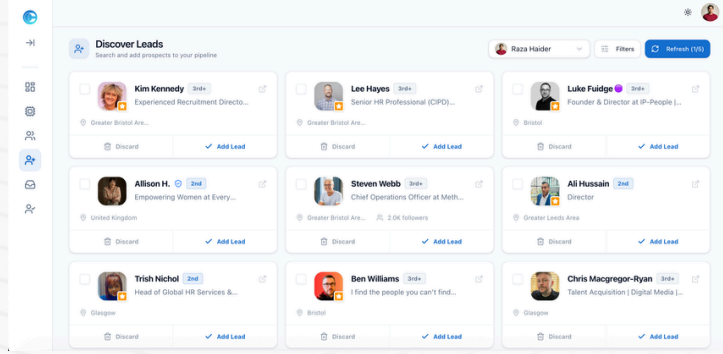 Discover Leads
Search and add prospects to your pipeline
Raza Haider
Filters
Refresh (1/5)
Kim Kennedy 3rd+
Experienced Recruitment Directo...
Greater Bristol Are...
Discard Add Lead
Lee Hayes 3rd+
Senior HR Professional (CIPD)...
Greater Bristol Are...
Discard Add Lead
Luke Fuidge 3rd+
Founder & Director at IP-People |...
Bristol
Discard Add Lead
Allison H. 2nd
Empowering Women at Every...
United Kingdom
Discard Add Lead
Steven Webb 3rd+
Chief Operations Officer at Meth...
Greater Bristol Are... 2.0K followers
Discard Add Lead
Ali Hussain 2nd
Director
Greater Leeds Area
Discard Add Lead
Trish Nichol 2nd
Head of Global HR Services &...
Glasgow
Discard Add Lead
Ben Williams 3rd+
I find the people you can't find...
Bristol
Discard Add Lead
Chris Macgregor-Ryan 3rd+
Talent Acquisition | Digital Media |...
Glasgow
Discard Add Lead